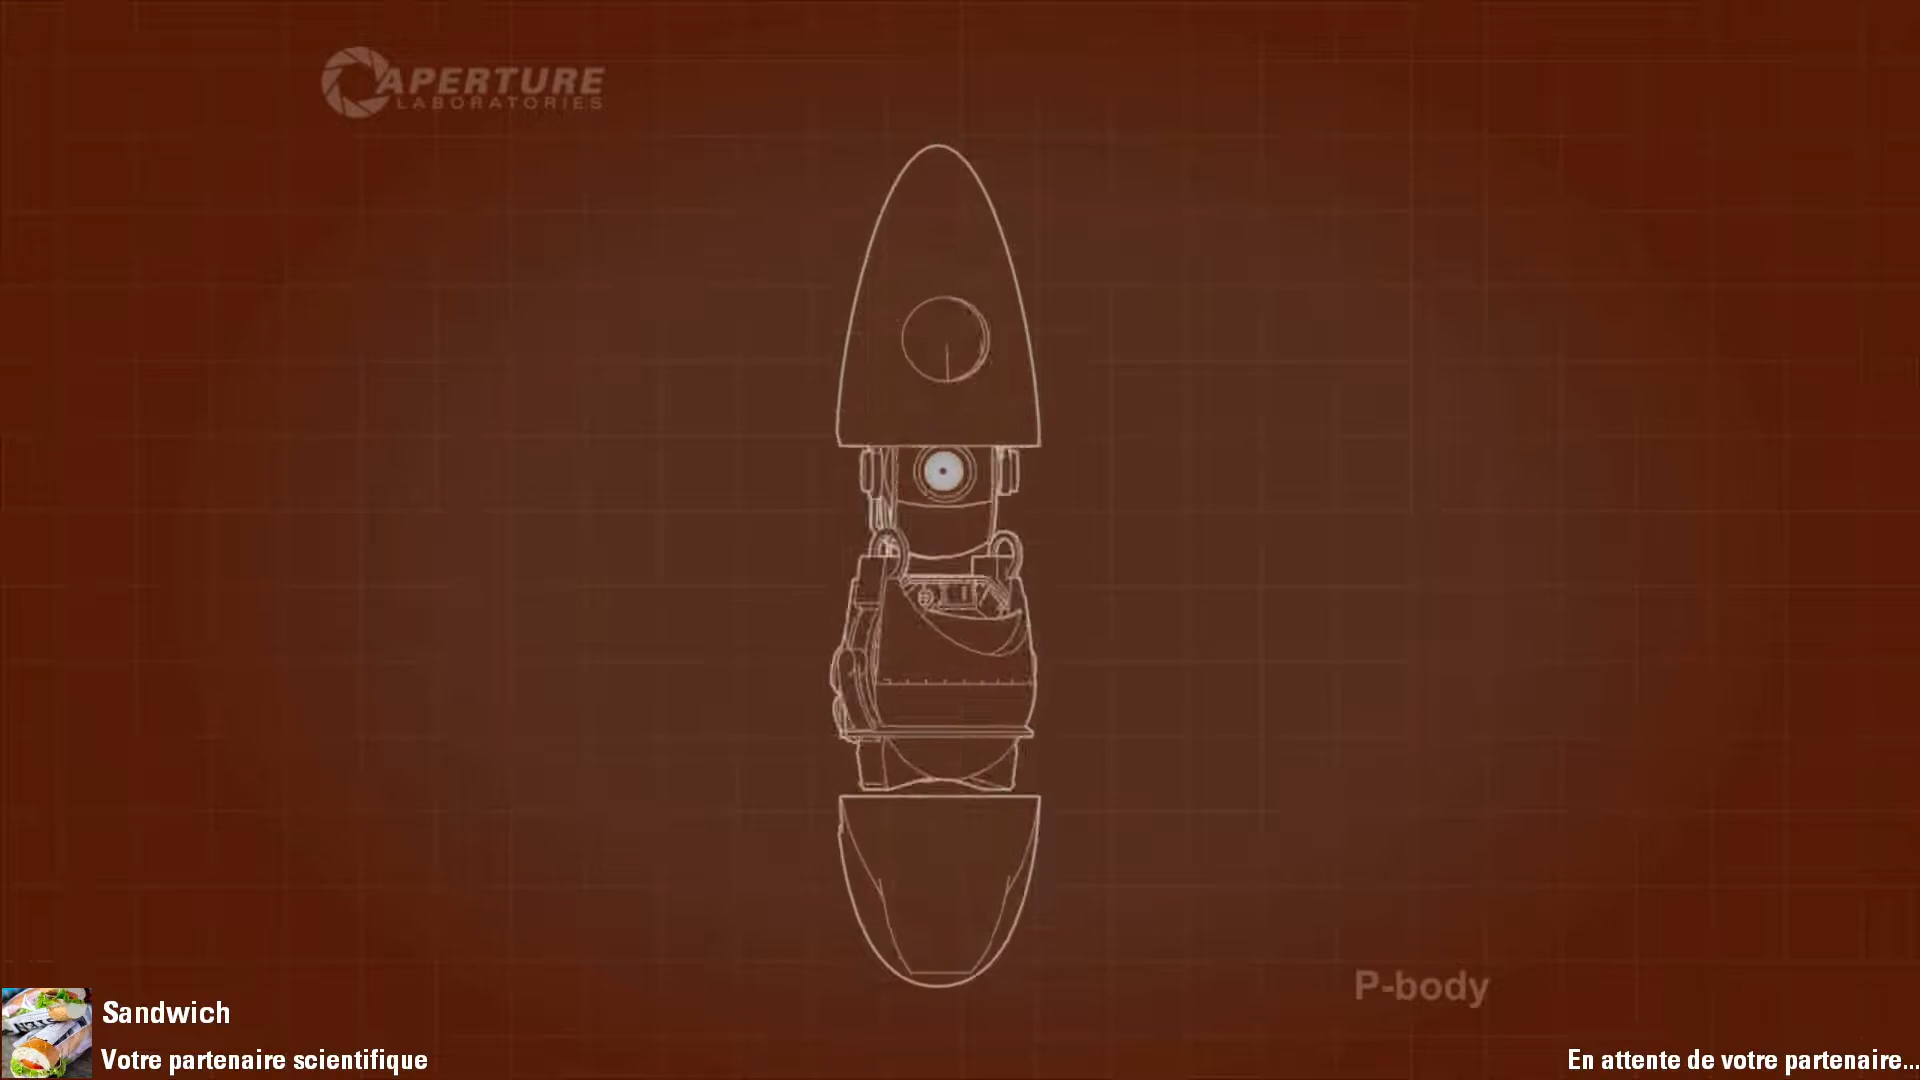 APERTURE
LABORATORIES
P-body
Sandwich
Votre partenaire scientifique
En attente de votre partenaire...